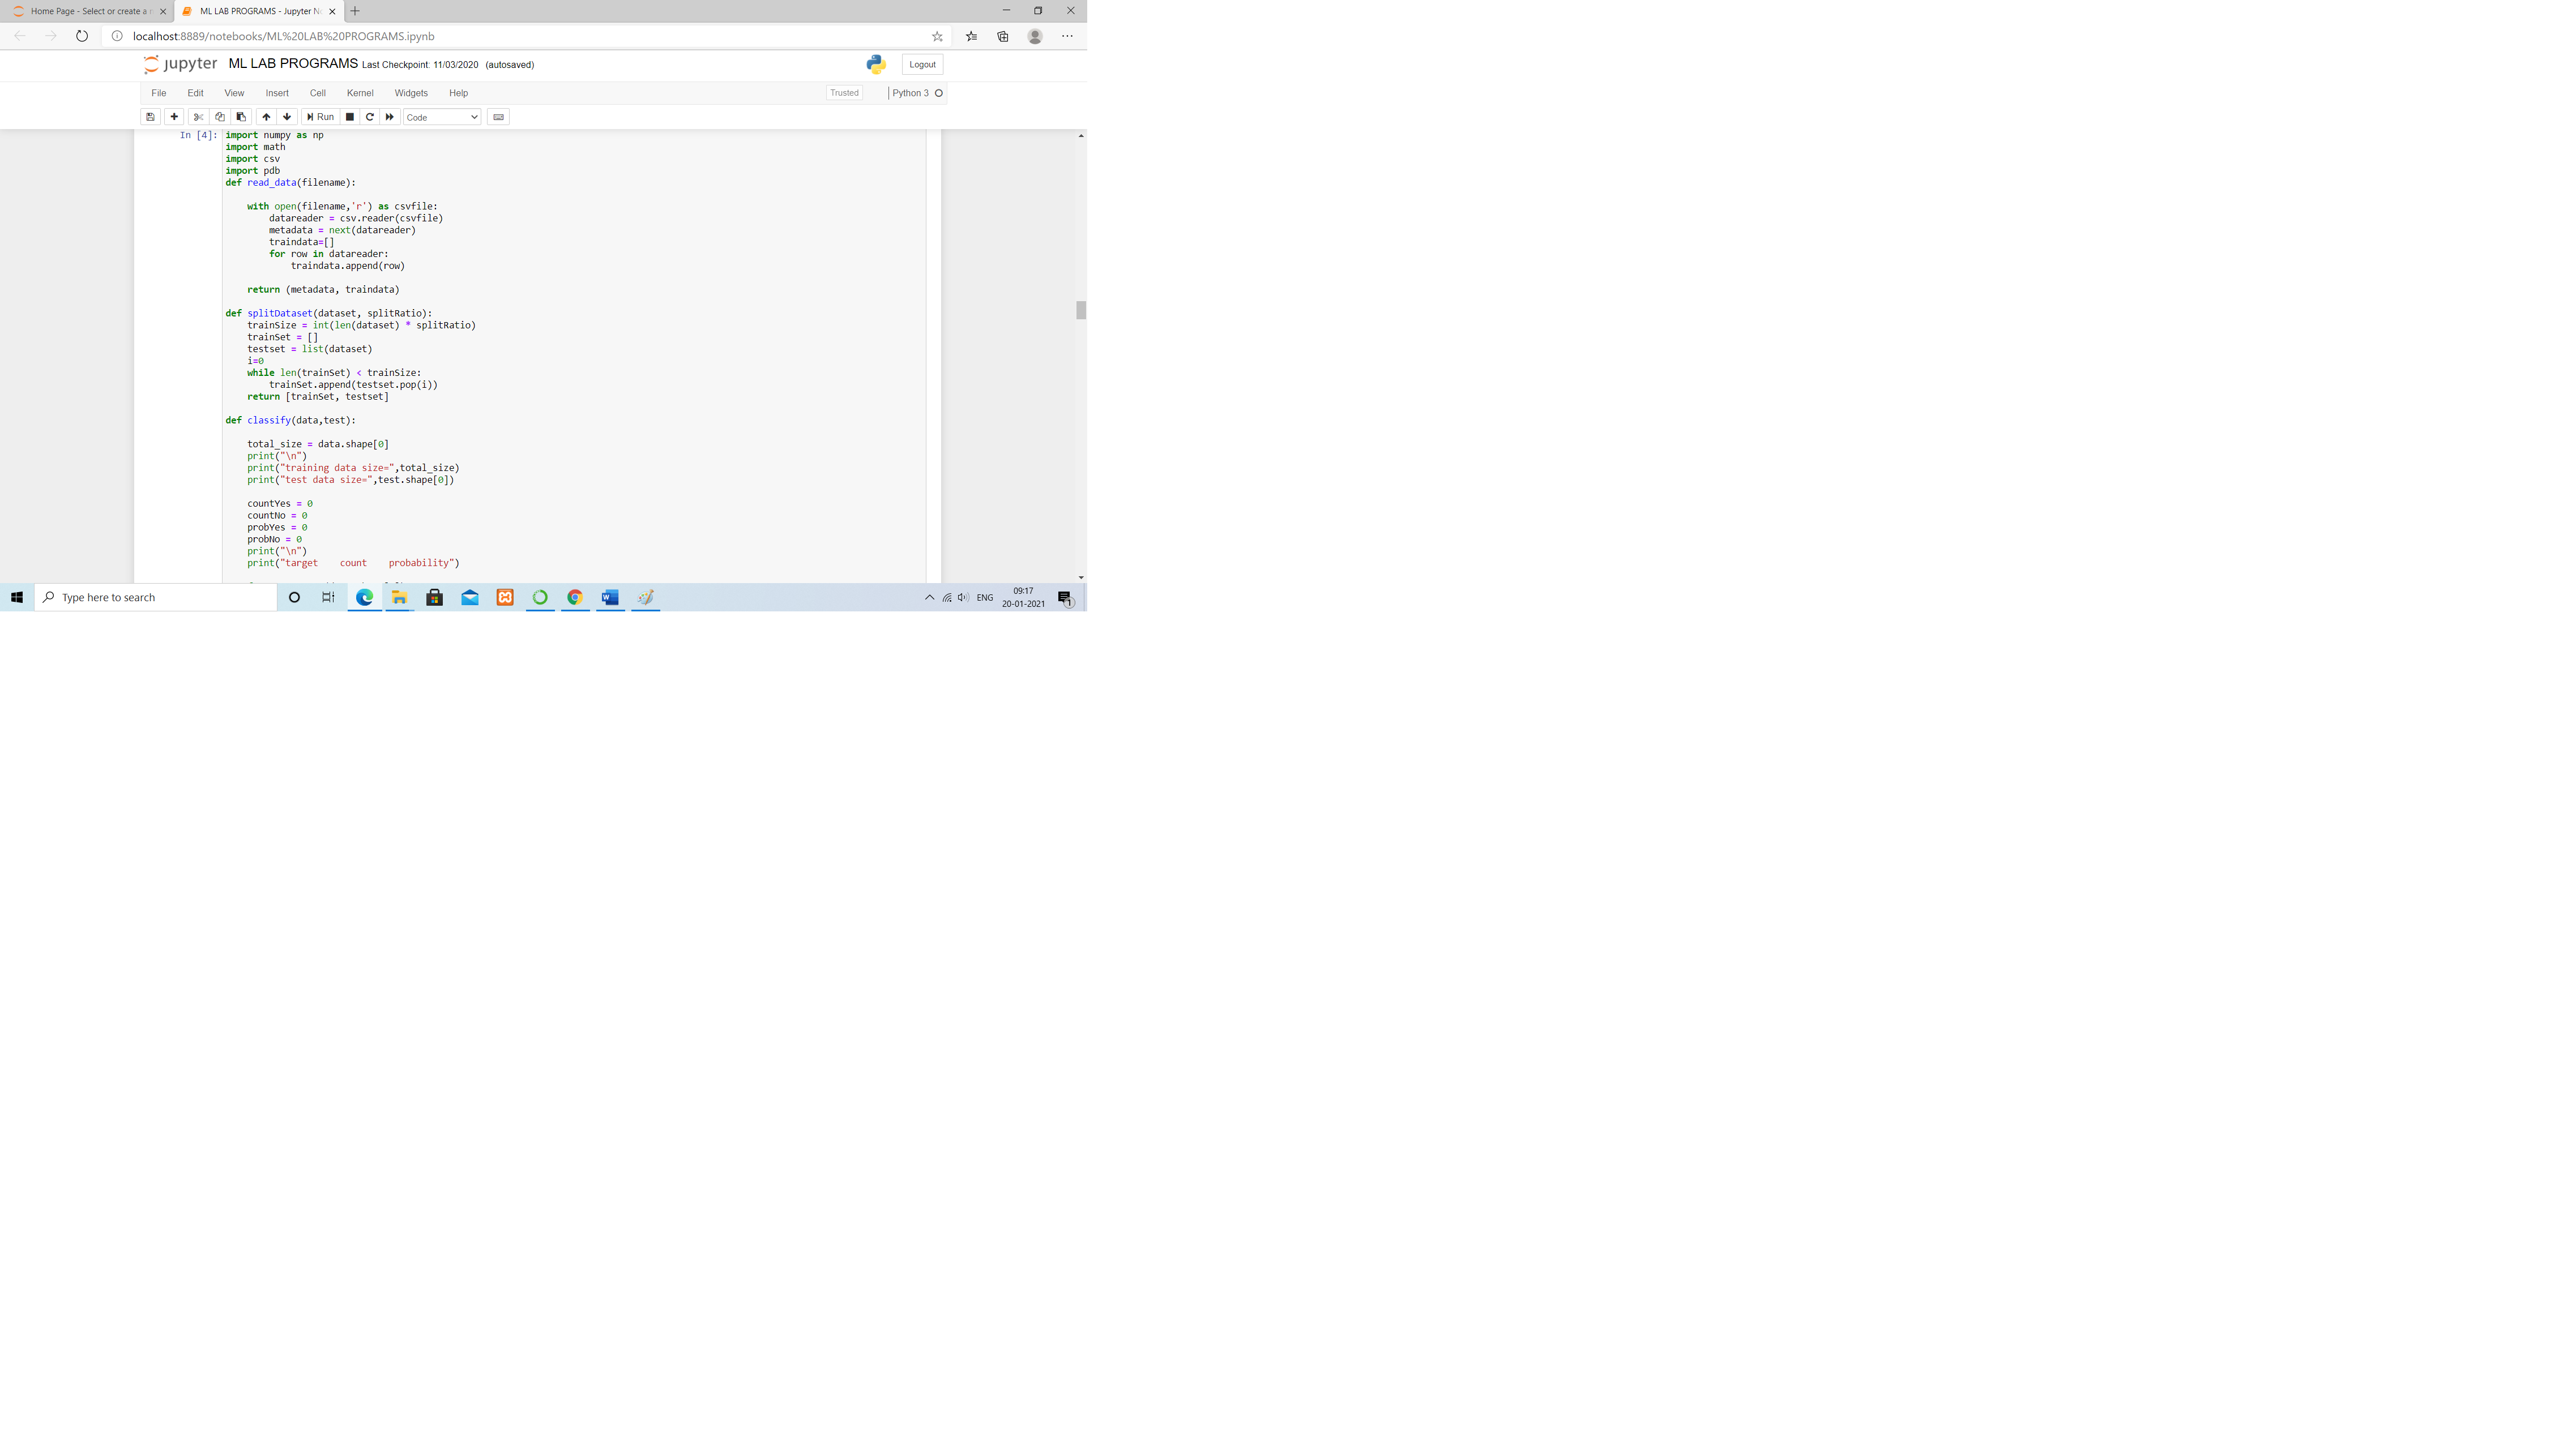 Home Page - Select or create a
ML LAB PROGRAMS - Jupyter N
localhost:8889/notebooks/ML%20LAB%20PROGRAMS.ipynb
jupyter ML LAB PROGRAMS Last Checkpoint: 11/03/2020 (autosaved)
Logout
File Edit View Insert Cell Kernel Widgets Help
Trusted
Python 3
Run
Code
In [4]:
import numpy as np
import math
import csv
import pdb
def read_data(filename):
    with open(filename,'r') as csvfile:
        datareader = csv.reader(csvfile)
        metadata = next(datareader)
        traindata=[]
        for row in datareader:
            traindata.append(row)
    return (metadata, traindata)
def splitDataset(dataset, splitRatio):
    trainSize = int(len(dataset) * splitRatio)
    trainSet = []
    testset = list(dataset)
    i=0
    while len(trainSet) < trainSize:
        trainSet.append(testset.pop(i))
    return [trainSet, testset]
def classify(data,test):
    total_size = data.shape[0]
    print("\n")
    print("training data size=",total_size)
    print("test data size=",test.shape[0])
    countYes = 0
    countNo = 0
    probYes = 0
    probNo = 0
    print("\n")
    print("target    count    probability")
Type here to search
ENG
09:17
20-01-2021
1